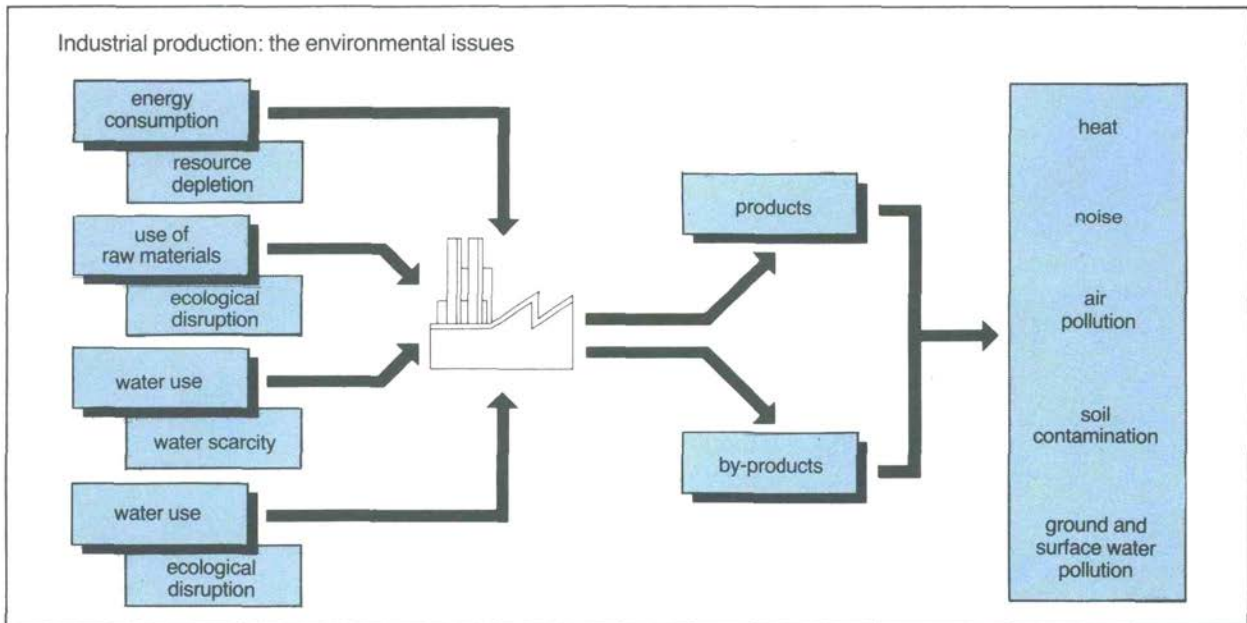 Industrial production: the environmental issues
energy
consumption
resource
depletion
use of
raw materials
ecological
disruption
water use
water scarcity
water use
ecological
disruption
products
by-products
heat
noise
air
pollution
soil
contamination
ground and
surface water
pollution